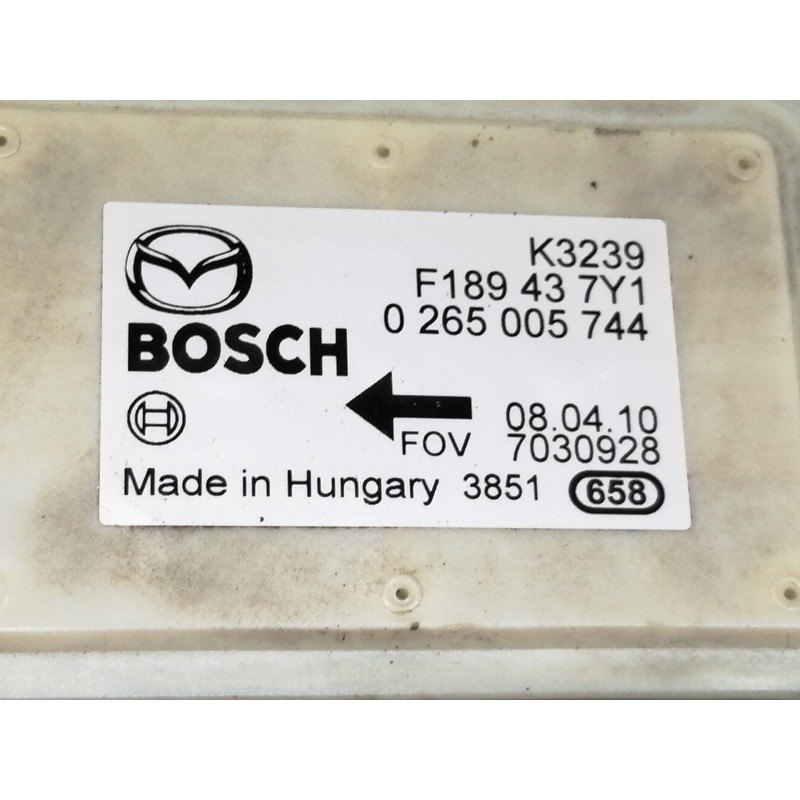 K3239
F189 43 7Y1
0 265 005 744
BOSCH
08.04.10
FOV 7030928
Made in Hungary 3851 658